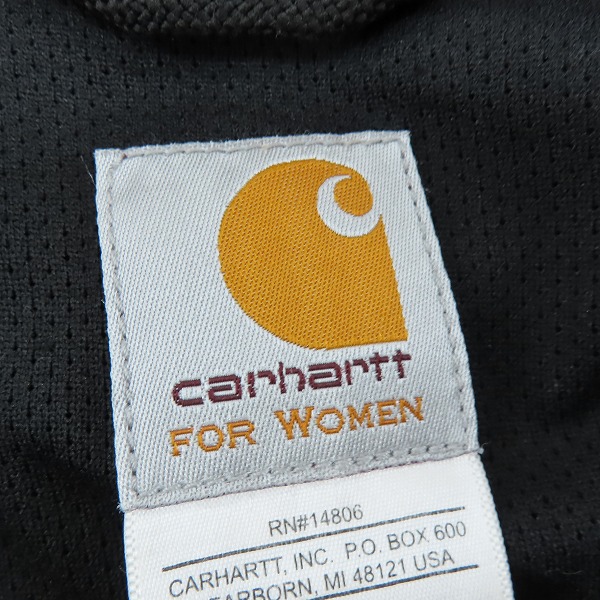 carhartt
FOR WOMEN
RN#14806
CARHARTT, INC. P.O. BOX 600
EARBORN, MI 48121 USA